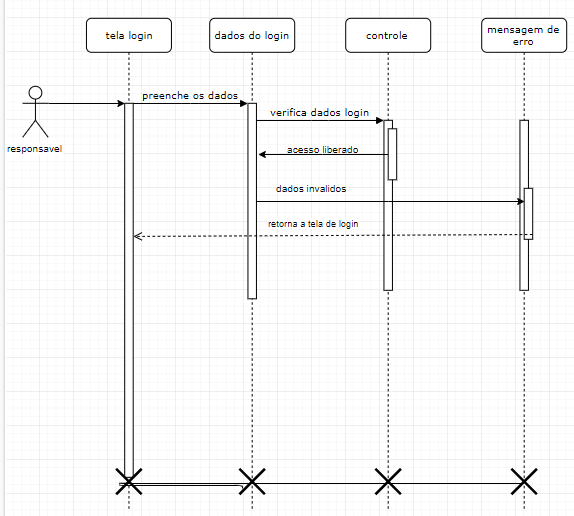 tela login
dados do login
controle
mensagem de
erro
preenche os dados
verifica dados login
responsavel
acesso liberado
dados invalidos
retorna a tela de login